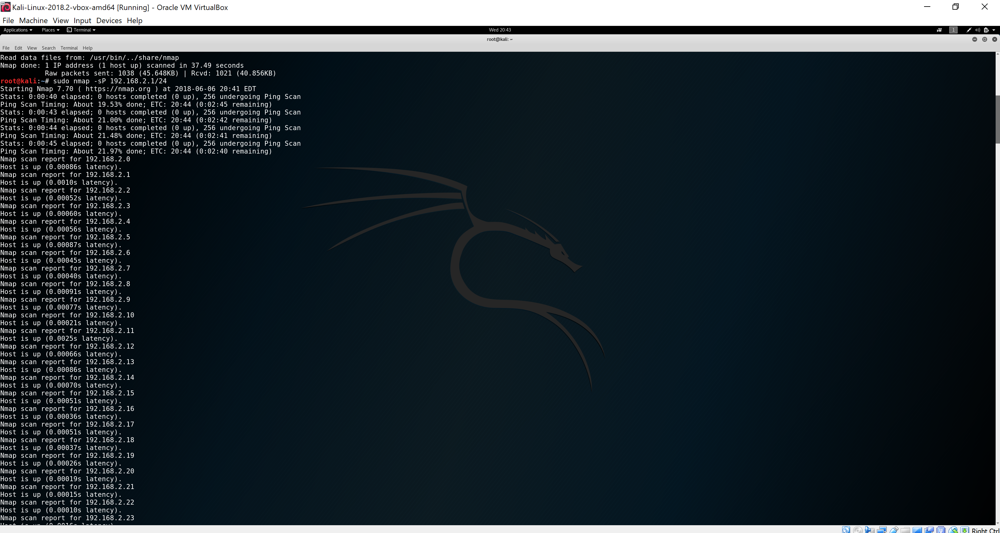 Kali-Linux-2018.2-vbox-amd64 [Running] - Oracle VM VirtualBox
File Machine View Input Devices Help
Applications Places Terminal Wed 20:43 1
root@kali: ~
File Edit View Search Terminal Help
Read data files from: /usr/bin/../share/nmap
Nmap done: 1 IP address (1 host up) scanned in 37.49 seconds
Raw packets sent: 1038 (45.648KB) | Rcvd: 1021 (40.856KB)
root@kali:~# sudo nmap -sP 192.168.2.1/24
Starting Nmap 7.70 ( https://nmap.org ) at 2018-06-06 20:41 EDT
Stats: 0:00:40 elapsed; 0 hosts completed (0 up), 256 undergoing Ping Scan
Ping Scan Timing: About 19.53% done; ETC: 20:44 (0:02:45 remaining)
Stats: 0:00:43 elapsed; 0 hosts completed (0 up), 256 undergoing Ping Scan
Ping Scan Timing: About 21.00% done; ETC: 20:44 (0:02:42 remaining)
Stats: 0:00:44 elapsed; 0 hosts completed (0 up), 256 undergoing Ping Scan
Ping Scan Timing: About 21.48% done; ETC: 20:44 (0:02:41 remaining)
Stats: 0:00:45 elapsed; 0 hosts completed (0 up), 256 undergoing Ping Scan
Ping Scan Timing: About 21.97% done; ETC: 20:44 (0:02:40 remaining)
Nmap scan report for 192.168.2.0
Host is up (0.00086s latency).
Nmap scan report for 192.168.2.1
Host is up (0.0010s latency).
Nmap scan report for 192.168.2.2
Host is up (0.00052s latency).
Nmap scan report for 192.168.2.3
Host is up (0.00060s latency).
Nmap scan report for 192.168.2.4
Host is up (0.00056s latency).
Nmap scan report for 192.168.2.5
Host is up (0.00087s latency).
Nmap scan report for 192.168.2.6
Host is up (0.00045s latency).
Nmap scan report for 192.168.2.7
Host is up (0.00040s latency).
Nmap scan report for 192.168.2.8
Host is up (0.00091s latency).
Nmap scan report for 192.168.2.9
Host is up (0.00077s latency).
Nmap scan report for 192.168.2.10
Host is up (0.00021s latency).
Nmap scan report for 192.168.2.11
Host is up (0.0025s latency).
Nmap scan report for 192.168.2.12
Host is up (0.00066s latency).
Nmap scan report for 192.168.2.13
Host is up (0.00086s latency).
Nmap scan report for 192.168.2.14
Host is up (0.00070s latency).
Nmap scan report for 192.168.2.15
Host is up (0.00051s latency).
Nmap scan report for 192.168.2.16
Host is up (0.00036s latency).
Nmap scan report for 192.168.2.17
Host is up (0.00051s latency).
Nmap scan report for 192.168.2.18
Host is up (0.00037s latency).
Nmap scan report for 192.168.2.19
Host is up (0.00026s latency).
Nmap scan report for 192.168.2.20
Host is up (0.00019s latency).
Nmap scan report for 192.168.2.21
Host is up (0.00015s latency).
Nmap scan report for 192.168.2.22
Host is up (0.00010s latency).
Nmap scan report for 192.168.2.23
Host is up (0.0016s latency)
Right Ctrl